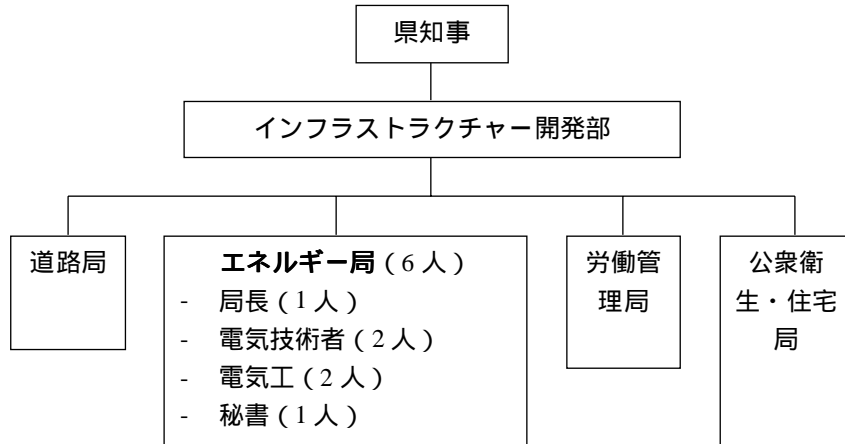 県知事
インフラストラクチャー開発部
道路局
エネルギー局（6 人）
- 局長（1 人）
- 電気技術者（2 人）
- 電気工（2 人）
- 秘書（1 人）
労働管
理局
公衆衛
生・住宅
局